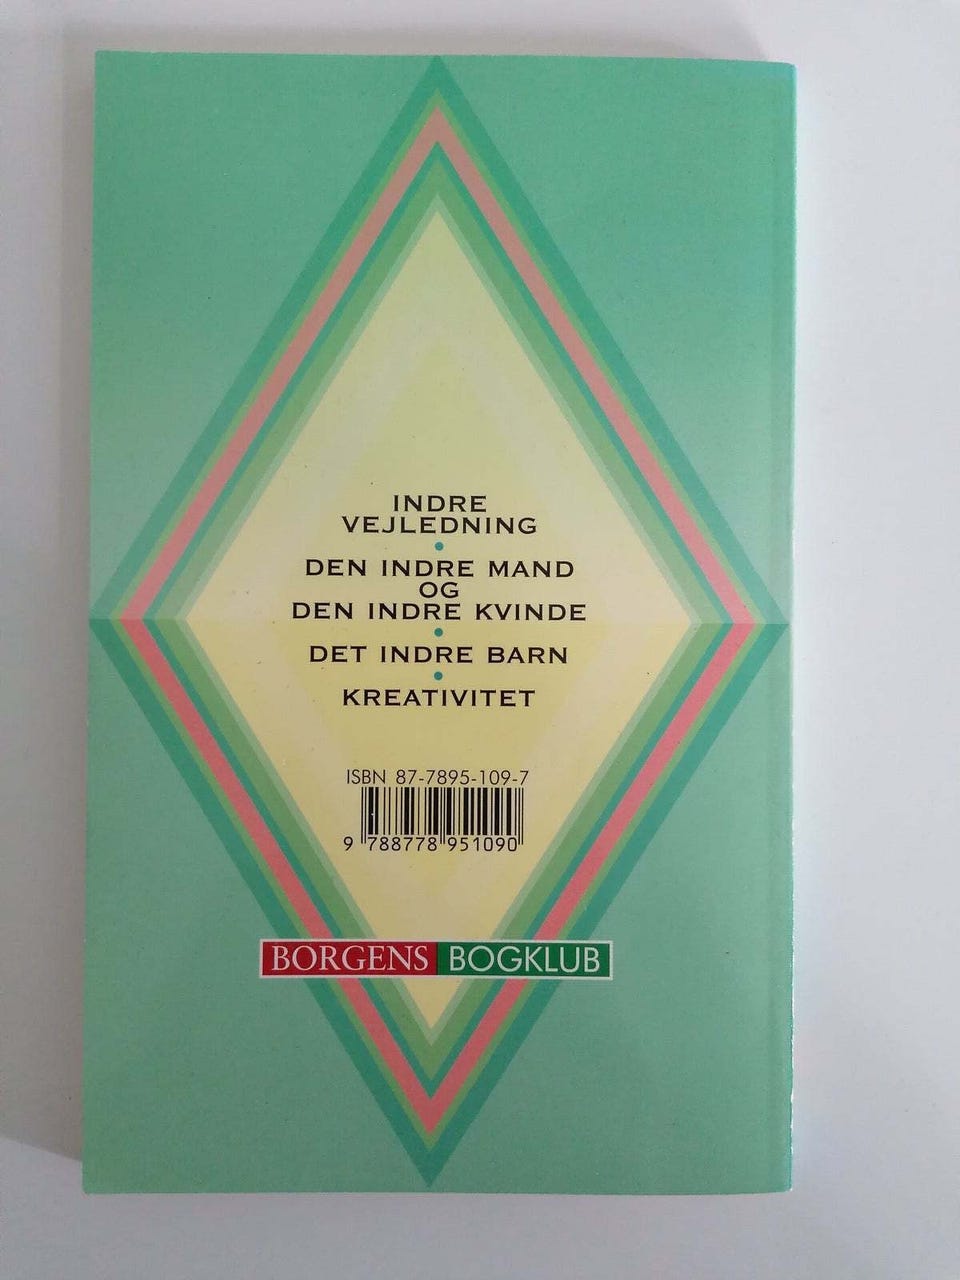 INDRE
VEJLEDNING
•
DEN INDRE MAND
OG
DEN INDRE KVINDE
•
DET INDRE BARN
•
KREATIVITET
ISBN 87-7895-109-7
9 788778 951090
BORGENS BOGKLUB